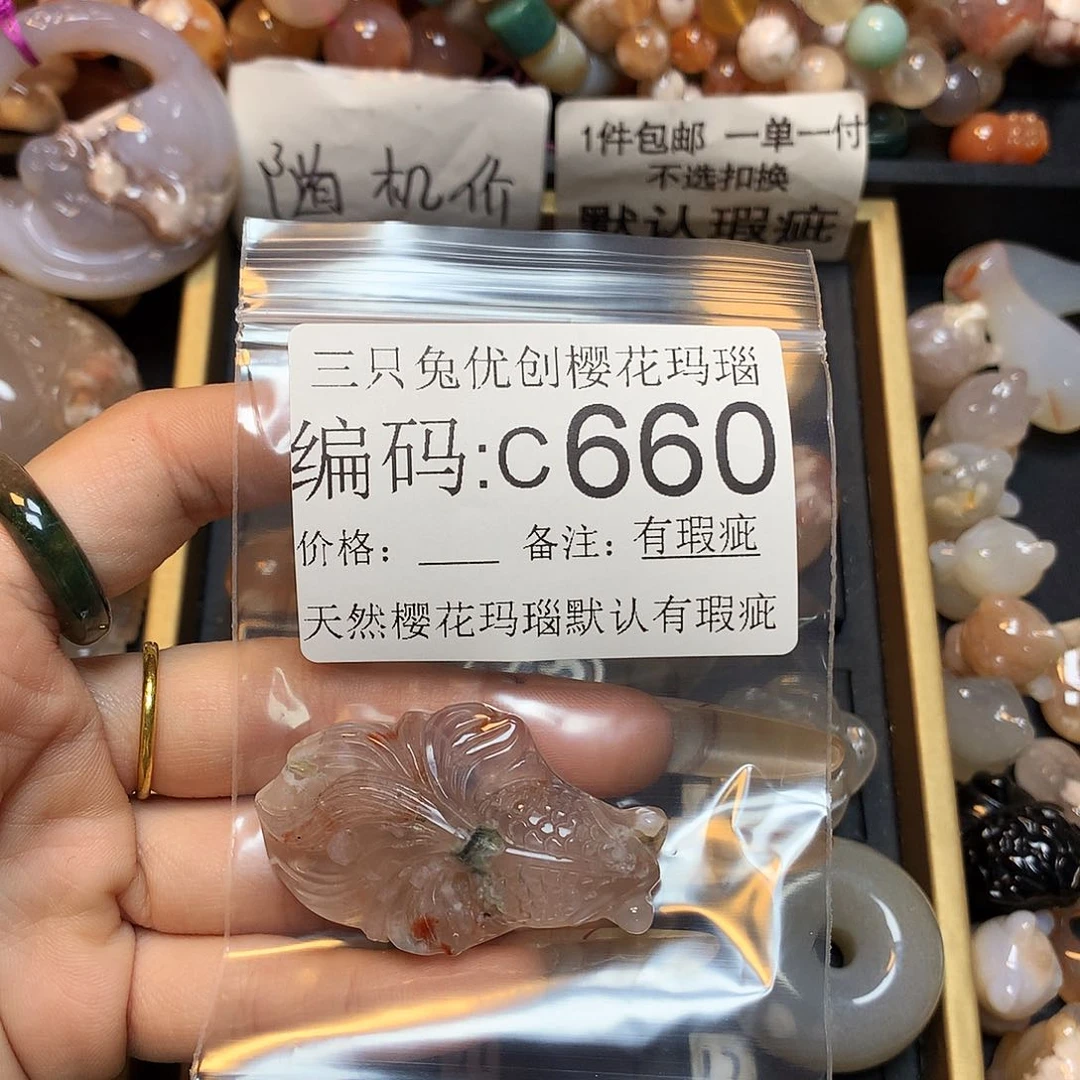 随机价
1件包邮 一单一付
不选扣换
默认瑕疵
三只兔优创樱花玛瑙
编码:C660
价格：____ 备注：有瑕疵
天然樱花玛瑙默认有瑕疵